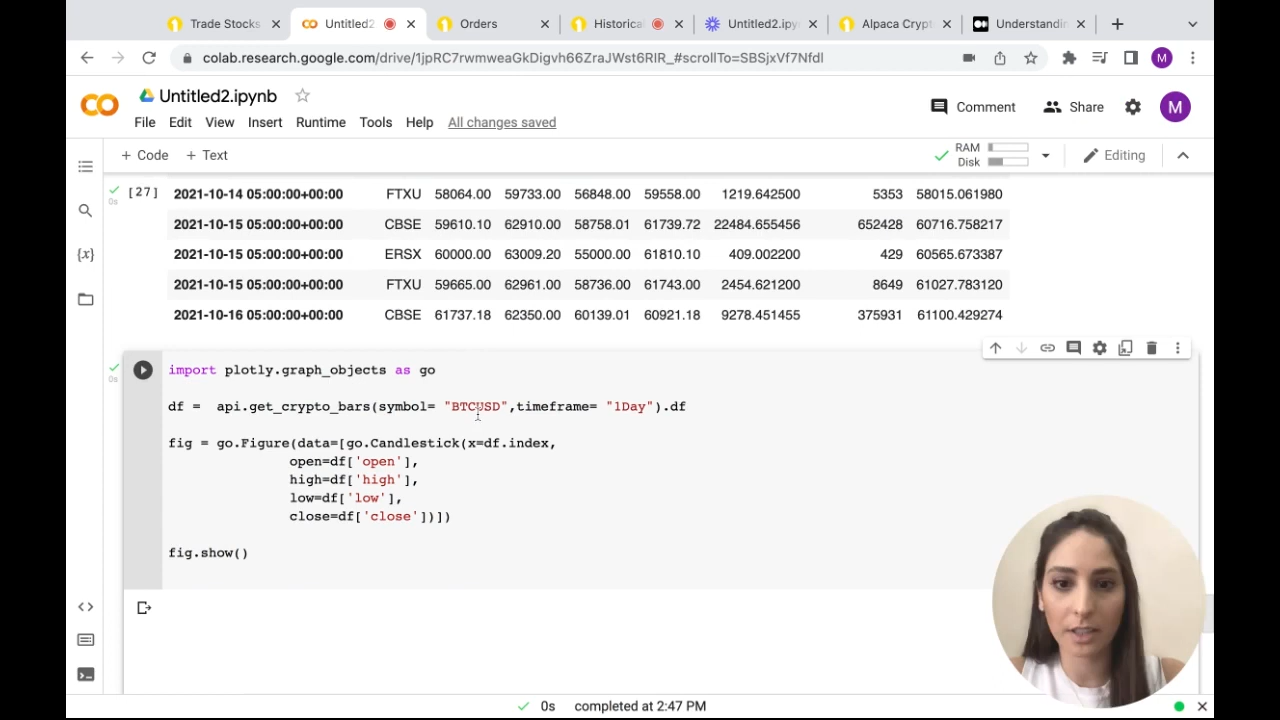 Trade Stocks
Untitled2
Orders
Historica
Untitled2.ipy
Alpaca Crypt
Understandin
colab.research.google.com/drive/1jpRC7rwmweaGkDigvh66ZraJWst6RIR_#scrollTo=SBSjxVf7Nfdl
M
CO
Untitled2.ipynb
Comment
Share
M
File Edit View Insert Runtime Tools Help All changes saved
+ Code + Text
RAM
Disk
Editing
[27] 2021-10-14 05:00:00+00:00 FTXU 58064.00 59733.00 56848.00 59558.00 1219.642500 5353 58015.061980
0s
2021-10-15 05:00:00+00:00 CBSE 59610.10 62910.00 58758.01 61739.72 22484.655456 652428 60716.758217
{x}
2021-10-15 05:00:00+00:00 ERSX 60000.00 63009.20 55000.00 61810.10 409.002200 429 60565.673387
2021-10-15 05:00:00+00:00 FTXU 59665.00 62961.00 58736.00 61743.00 2454.621200 8649 61027.783120
2021-10-16 05:00:00+00:00 CBSE 61737.18 62350.00 60139.01 60921.18 9278.451455 375931 61100.429274
0s
import plotly.graph_objects as go
df = api.get_crypto_bars(symbol= "BTCUSD",timeframe= "1Day").df
fig = go.Figure(data=[go.Candlestick(x=df.index,
open=df['open'],
high=df['high'],
low=df['low'],
close=df['close'])])
fig.show()
0s completed at 2:47 PM